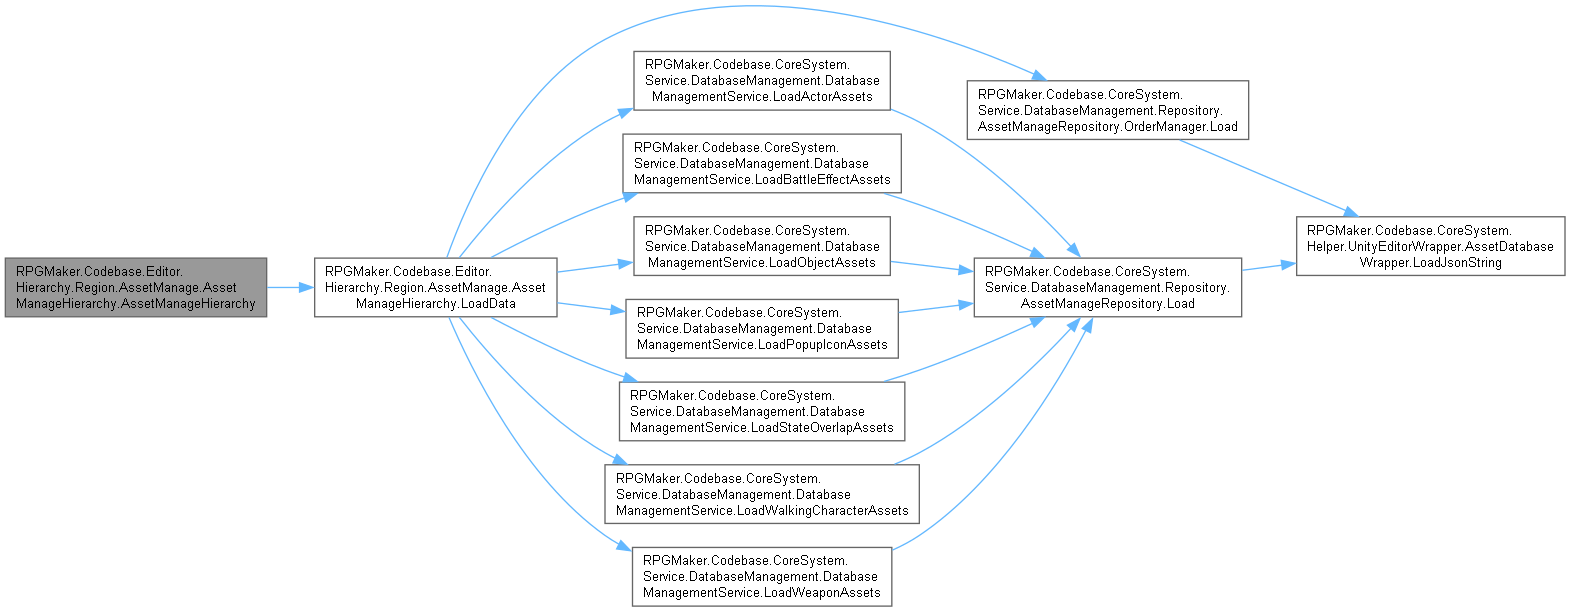 RPGMaker.Codebase.Editor.
Hierarchy.Region.AssetManage.Asset
ManageHierarchy.AssetManageHierarchy
RPGMaker.Codebase.Editor.
Hierarchy.Region.AssetManage.Asset
ManageHierarchy.LoadData
RPGMaker.Codebase.CoreSystem.
Service.DatabaseManagement.Database
ManagementService.LoadActorAssets
RPGMaker.Codebase.CoreSystem.
Service.DatabaseManagement.Database
ManagementService.LoadBattleEffectAssets
RPGMaker.Codebase.CoreSystem.
Service.DatabaseManagement.Database
ManagementService.LoadObjectAssets
RPGMaker.Codebase.CoreSystem.
Service.DatabaseManagement.Database
ManagementService.LoadPopupIconAssets
RPGMaker.Codebase.CoreSystem.
Service.DatabaseManagement.Database
ManagementService.LoadStateOverlapAssets
RPGMaker.Codebase.CoreSystem.
Service.DatabaseManagement.Database
ManagementService.LoadWalkingCharacterAssets
RPGMaker.Codebase.CoreSystem.
Service.DatabaseManagement.Database
ManagementService.LoadWeaponAssets
RPGMaker.Codebase.CoreSystem.
Service.DatabaseManagement.Repository.
AssetManageRepository.OrderManager.Load
RPGMaker.Codebase.CoreSystem.
Service.DatabaseManagement.Repository.
AssetManageRepository.Load
RPGMaker.Codebase.CoreSystem.
Helper.UnityEditorWrapper.AssetDatabase
Wrapper.LoadJsonString